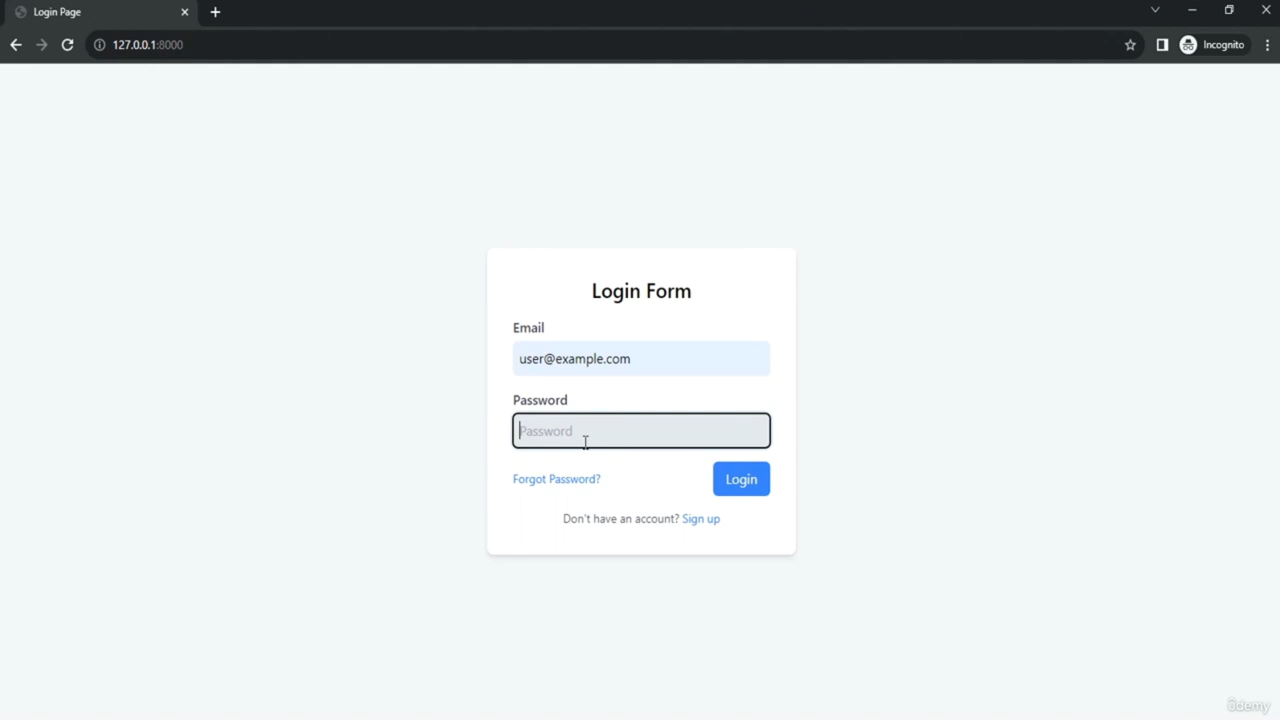 Login Page
127.0.0.1:8000
Incognito
Login Form
Email
user@example.com
Password
Password
Forgot Password?
Login
Don't have an account? Sign up
ûdemy